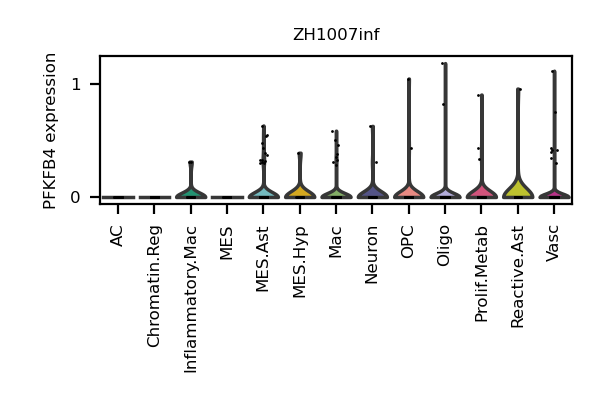 ZH1007inf
PFKFB4 expression
1
0
AC
Chromatin.Reg
Inflammatory.Mac
MES
MES.Ast
MES.Hyp
Mac
Neuron
OPC
Oligo
Prolif.Metab
Reactive.Ast
Vasc